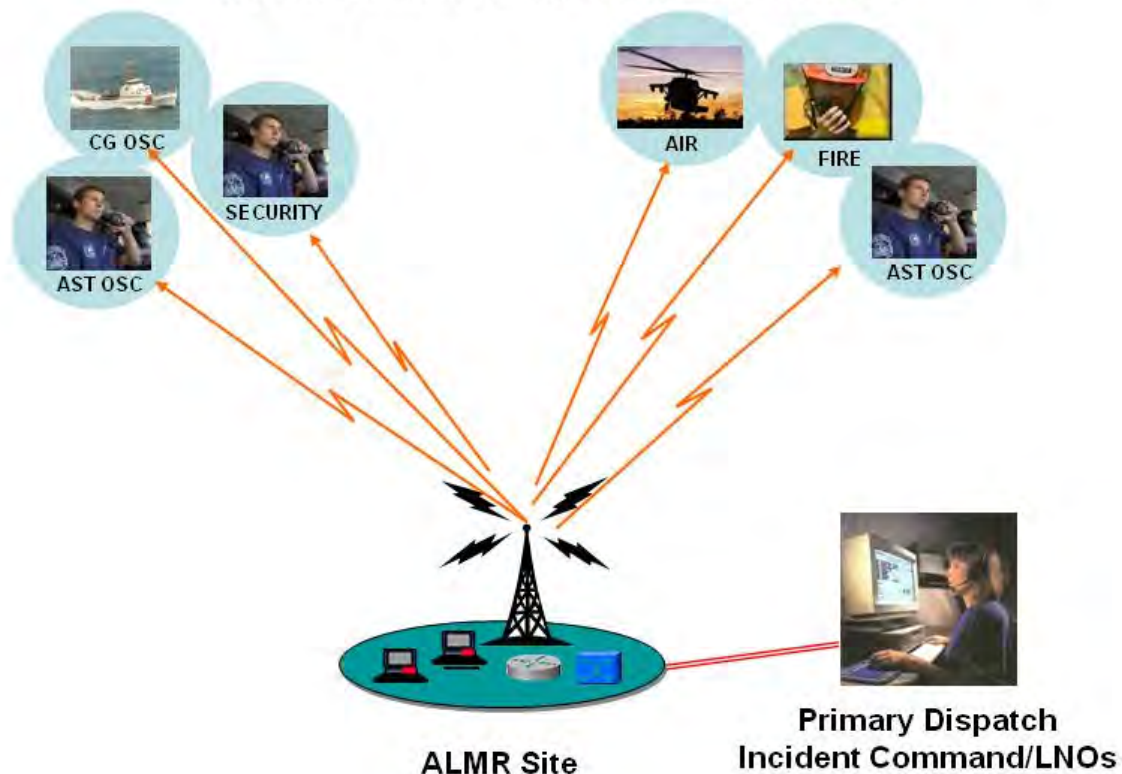 CG OSC
SECURITY
AST OSC
AIR
FIRE
AST OSC
ALMR Site
Primary Dispatch
Incident Command/LNOs